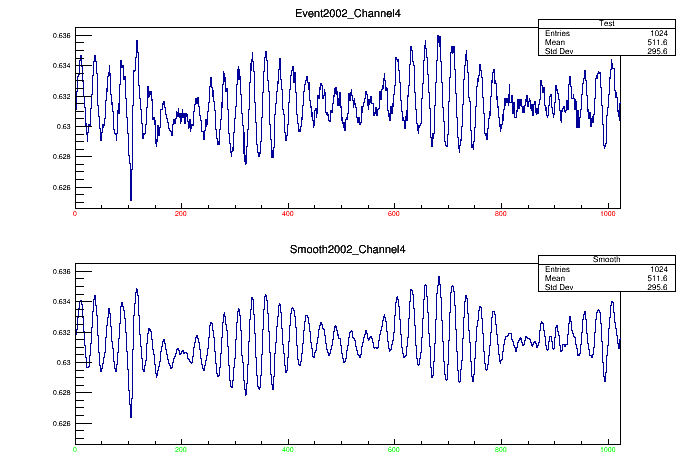 Event2002_Channel4
Test
Entries 1024
Mean 511.6
Std Dev 295.6
0.636
0.634
0.632
0.63
0.628
0.626
0 200 400 600 800 1000
Smooth2002_Channel4
Smooth
Entries 1024
Mean 511.6
Std Dev 295.6
0.636
0.634
0.632
0.63
0.628
0.626
0 200 400 600 800 1000